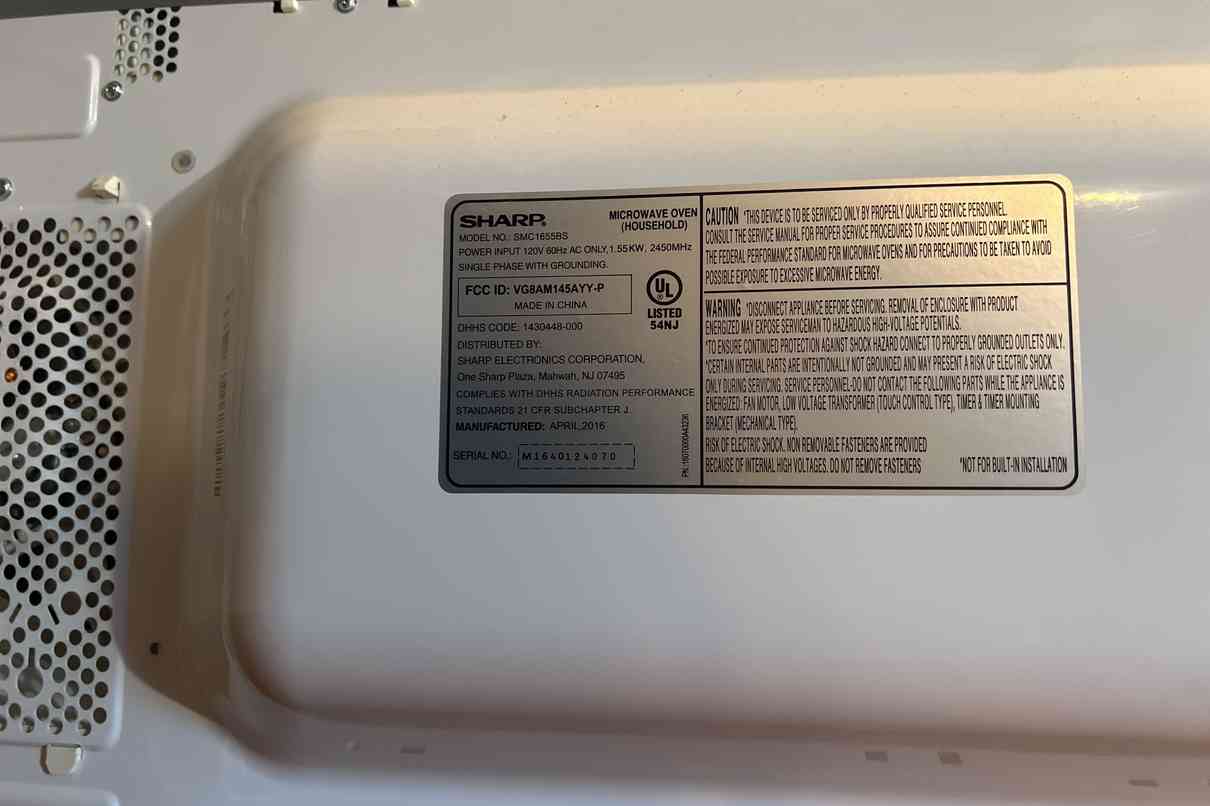 SHARP®
MICROWAVE OVEN
(HOUSEHOLD)
MODEL NO.: SMC1655BS
POWER INPUT 120V 60Hz AC ONLY,1.55KW, 2450MHz
SINGLE PHASE WITH GROUNDING.
FCC ID: VG8AM145AYY-P
MADE IN CHINA
UL
LISTED
54NJ
DHHS CODE: 1430448-000
DISTRIBUTED BY:
SHARP ELECTRONICS CORPORATION,
One Sharp Plaza, Mahwah, NJ 07495
COMPLIES WITH DHHS RADIATION PERFORMANCE
STANDARDS 21 CFR SUBCHAPTER J.
MANUFACTURED: APRIL,2016
SERIAL NO.: M1640124070
CAUTION *THIS DEVICE IS TO BE SERVICED ONLY BY PROPERLY QUALIFIED SERVICE PERSONNEL.
CONSULT THE SERVICE MANUAL FOR PROPER SERVICE PROCEDURES TO ASSURE CONTINUED COMPLIANCE WITH
THE FEDERAL PERFORMANCE STANDARD FOR MICROWAVE OVENS AND FOR PRECAUTIONS TO BE TAKEN TO AVOID
POSSIBLE EXPOSURE TO EXCESSIVE MICROWAVE ENERGY.
WARNING *DISCONNECT APPLIANCE BEFORE SERVICING. REMOVAL OF ENCLOSURE WITH PRODUCT
ENERGIZED MAY EXPOSE SERVICEMAN TO HAZARDOUS HIGH-VOLTAGE POTENTIALS.
*TO ENSURE CONTINUED PROTECTION AGAINST SHOCK HAZARD CONNECT TO PROPERLY GROUNDED OUTLETS ONLY.
*CERTAIN INTERNAL PARTS ARE INTENTIONALLY NOT GROUNDED AND MAY PRESENT A RISK OF ELECTRIC SHOCK
ONLY DURING SERVICING. SERVICE PERSONNEL-DO NOT CONTACT THE FOLLOWING PARTS WHILE THE APPLIANCE IS
ENERGIZED: FAN MOTOR, LOW VOLTAGE TRANSFORMER (TOUCH CONTROL TYPE), TIMER & TIMER MOUNTING
BRACKET (MECHANICAL TYPE).
RISK OF ELECTRIC SHOCK. NON REMOVABLE FASTENERS ARE PROVIDED
BECAUSE OF INTERNAL HIGH VOLTAGES. DO NOT REMOVE FASTENERS
*NOT FOR BUILT-IN INSTALLATION